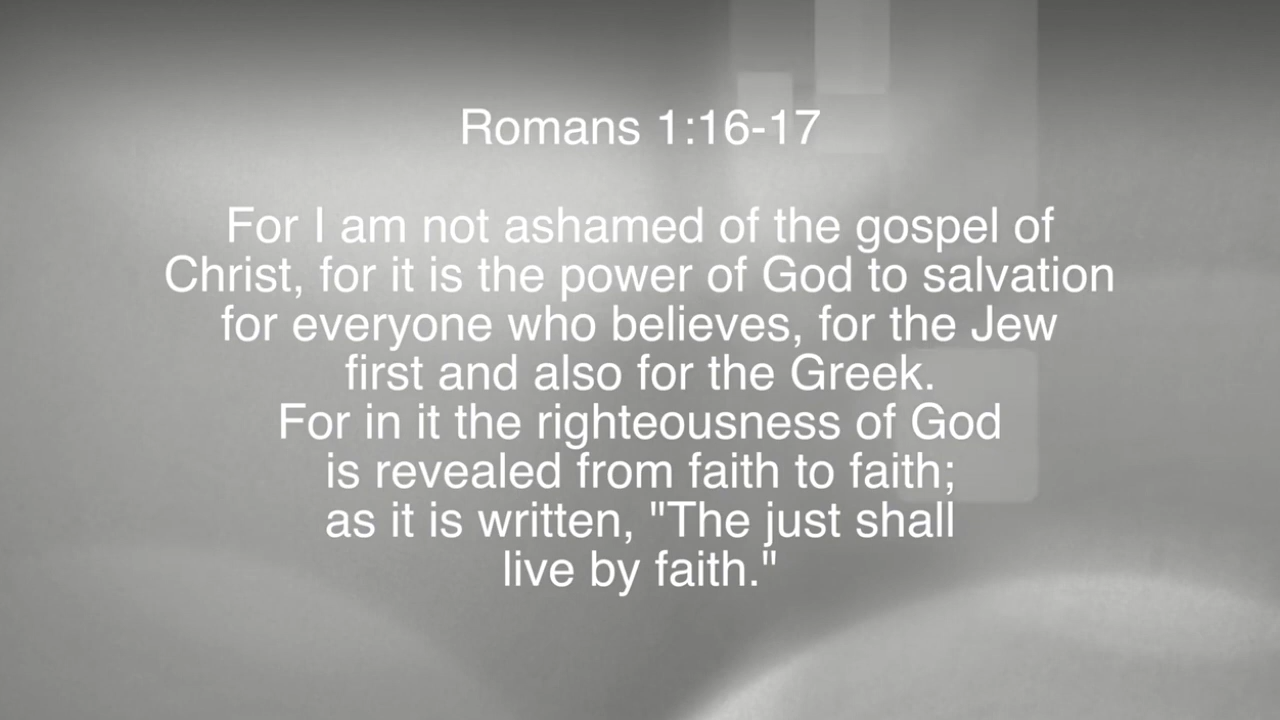 Romans 1:16-17
For I am not ashamed of the gospel of
Christ, for it is the power of God to salvation
for everyone who believes, for the Jew
first and also for the Greek.
For in it the righteousness of God
is revealed from faith to faith;
as it is written, "The just shall
live by faith."